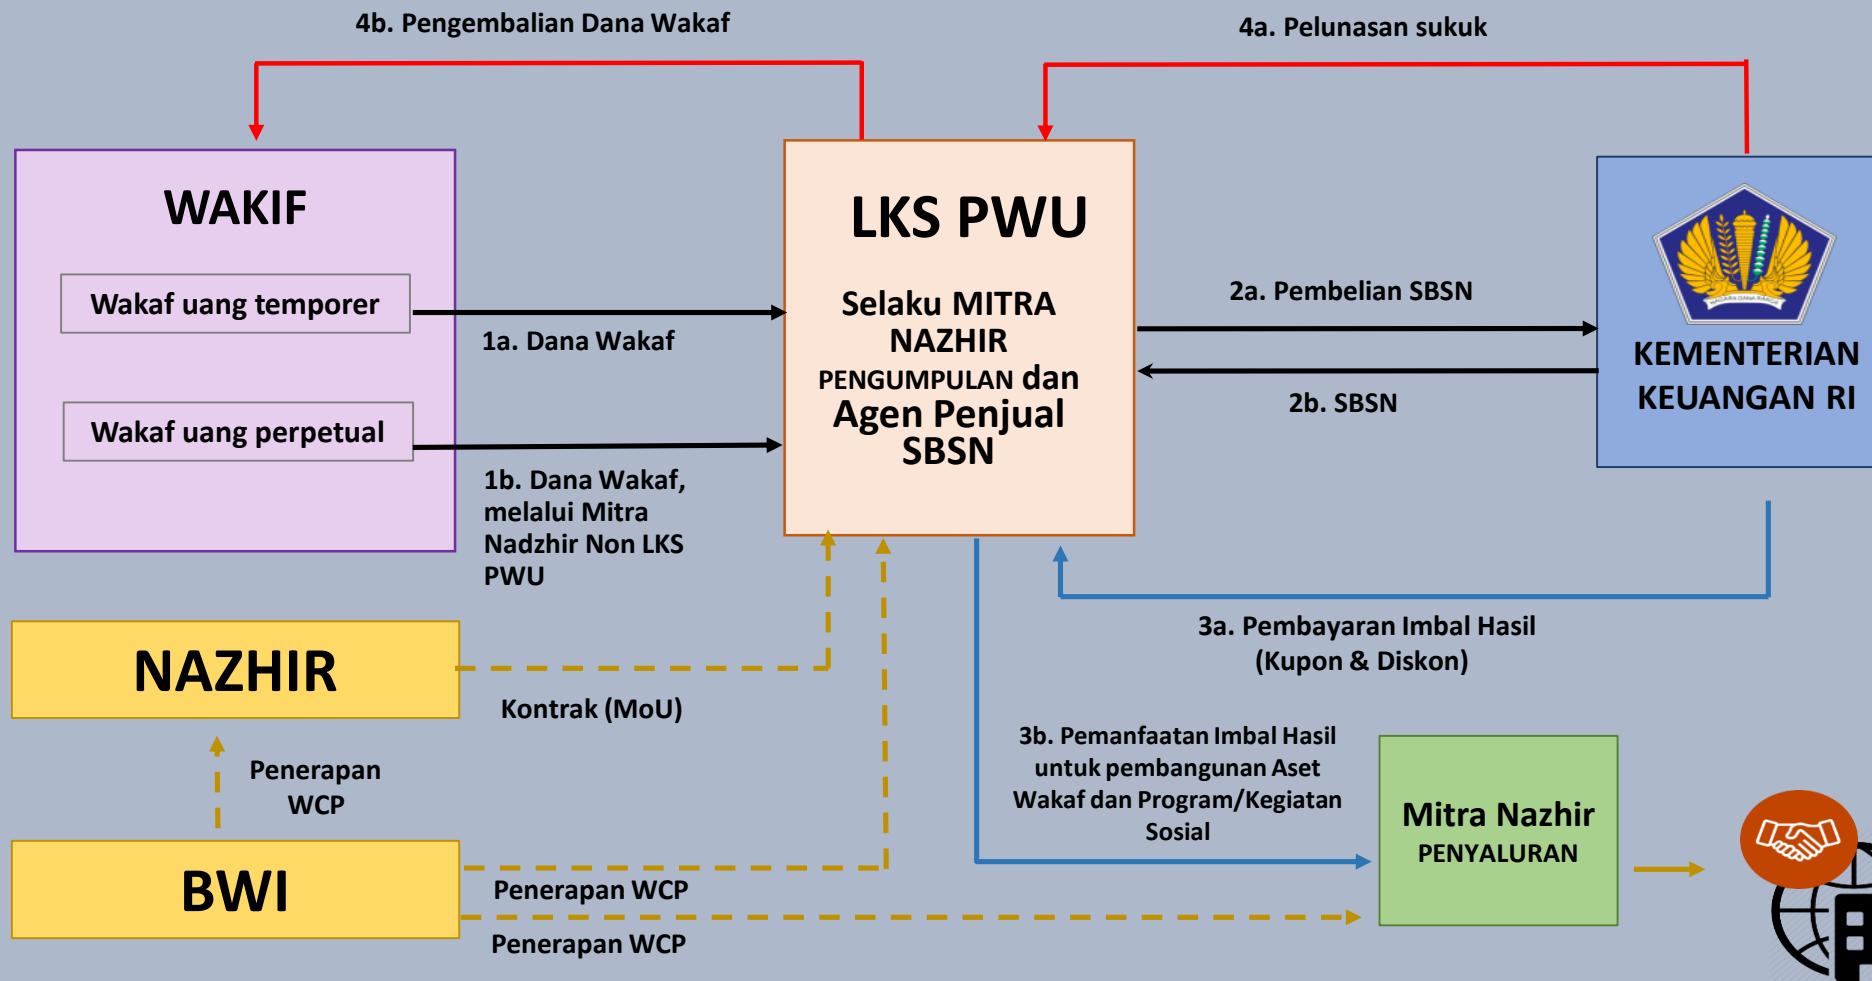 4b. Pengembalian Dana Wakaf
4a. Pelunasan sukuk
WAKIF
Wakaf uang temporer
Wakaf uang perpetual
1a. Dana Wakaf
1b. Dana Wakaf,
melalui Mitra
Nadzhir Non LKS
PWU
LKS PWU
Selaku MITRA
NAZHIR
PENGUMPULAN dan
Agen Penjual
SBSN
2a. Pembelian SBSN
2b. SBSN
NAGARA DANA RAKCA
KEMENTERIAN
KEUANGAN RI
3a. Pembayaran Imbal Hasil
(Kupon & Diskon)
NAZHIR
Kontrak (MoU)
Penerapan
WCP
BWI
Penerapan WCP
Penerapan WCP
3b. Pemanfaatan Imbal Hasil
untuk pembangunan Aset
Wakaf dan Program/Kegiatan
Sosial
Mitra Nazhir
PENYALURAN